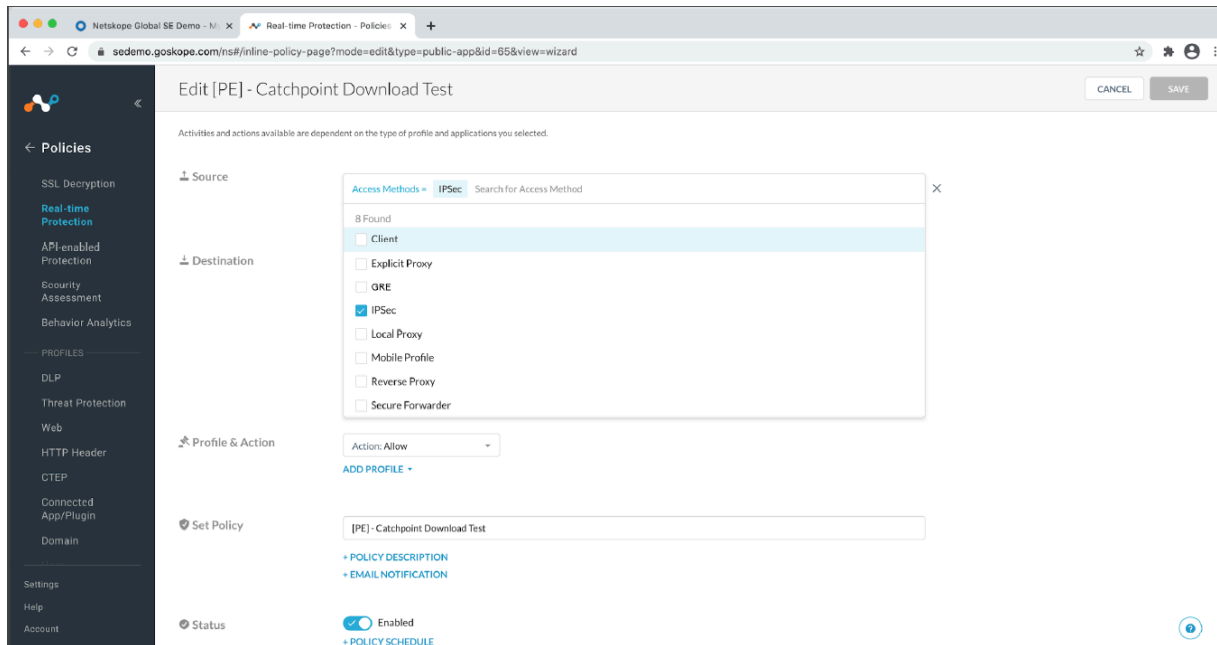 Netskope Global SE Demo - My
Real-time Protection - Policies
sedemo.goskope.com/ns#/inline-policy-page?mode=edit&type=public-app&id=65&view=wizard
Edit [PE] - Catchpoint Download Test
CANCEL
SAVE
Activities and actions available are dependent on the type of profile and applications you selected.
Policies
SSL Decryption
Real-time
Protection
API-enabled
Protection
Security
Assessment
Behavior Analytics
PROFILES
DLP
Threat Protection
Web
HTTP Header
CTEP
Connected
App/Plugin
Domain
Settings
Help
Account
Source
Access Methods = IPSec Search for Access Method
8 Found
Client
Explicit Proxy
GRE
IPSec
Local Proxy
Mobile Profile
Reverse Proxy
Secure Forwarder
Destination
Profile & Action
Action: Allow
ADD PROFILE
Set Policy
[PE] - Catchpoint Download Test
+ POLICY DESCRIPTION
+ EMAIL NOTIFICATION
Status
Enabled
+ POLICY SCHEDULE